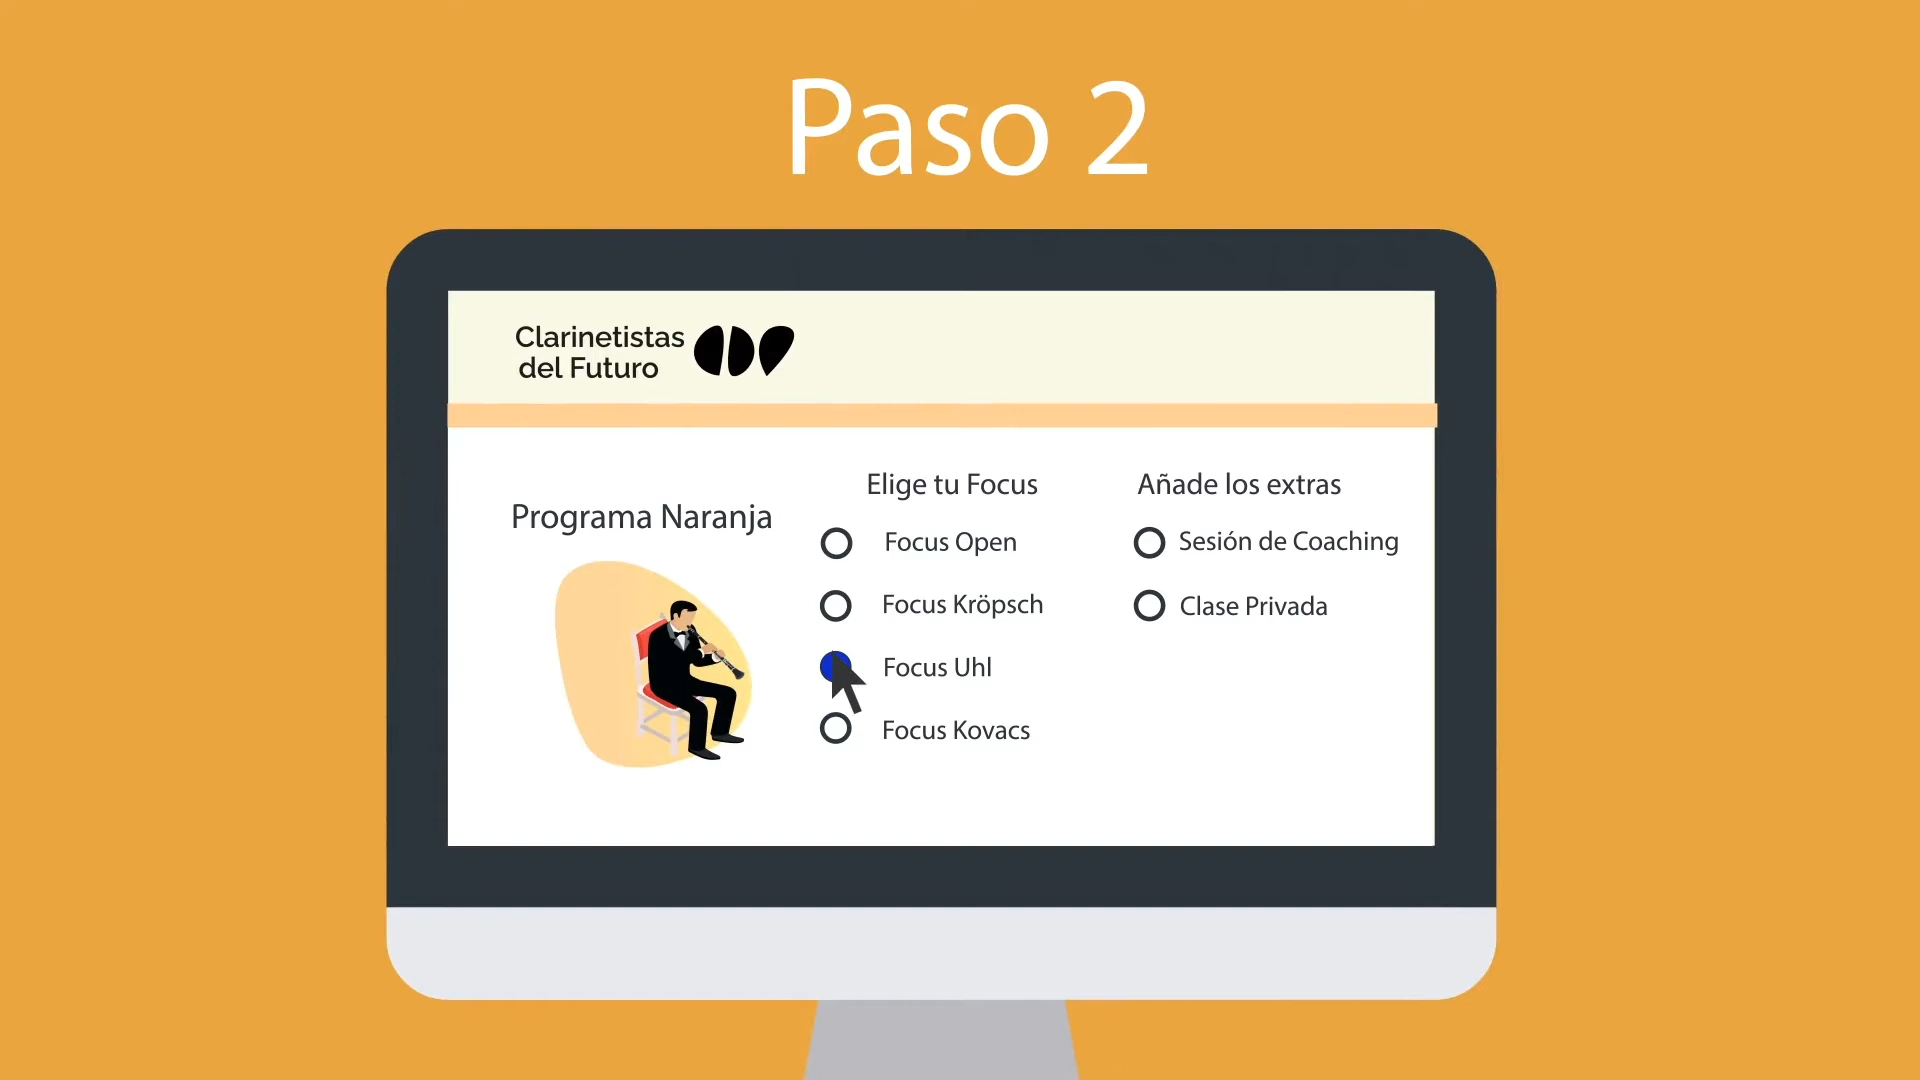 Paso 2
Clarinetistas
del Futuro
Programa Naranja
Elige tu Focus
Focus Open
Focus Kröpsch
Focus Uhl
Focus Kovacs
Añade los extras
Sesión de Coaching
Clase Privada